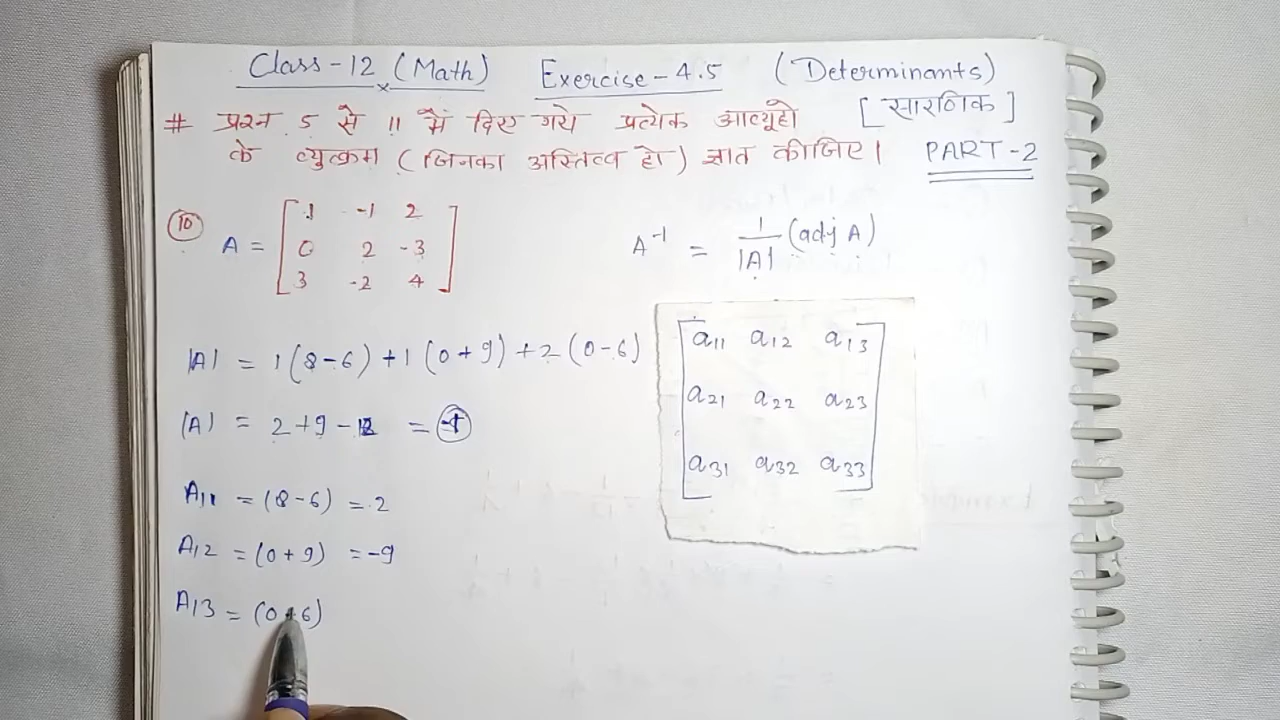 Class-12 (Math) Exercise-4.5 (Determinants)
# प्रश्न 5 से 11 में दिए गये प्रत्येक आव्यूहो [सारणिक]
के व्युत्क्रम (जिनका अस्तित्व हो) ज्ञात कीजिए। PART-2
10
1 -1 2
A = 0 2 -3
3 -2 4
A⁻¹ = 1/|A| (adj A)
|A| = 1(8-6)+1(0+9)+2(0-6)
|A| = 2+9-12 = -1
A11 = (8-6) = 2
A12 = (0+9) = -9
A13 = (0 6)
a11 a12 a13
a21 a22 a23
a31 a32 a33